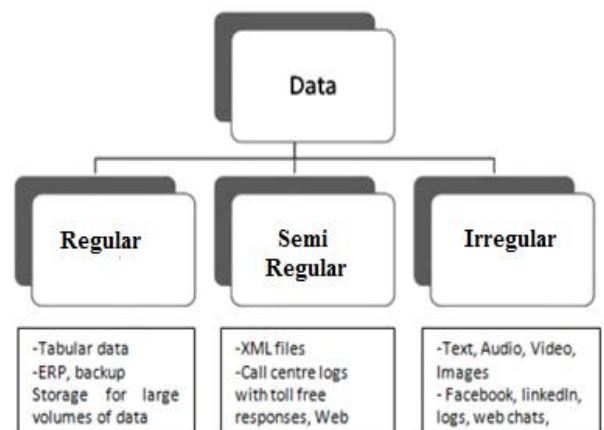 Data
Regular
Semi
Regular
Irregular
-Tabular data
-ERP, backup
Storage for large
volumes of data
-XML files
-Call centre logs
with toll free
responses, Web
-Text, Audio, Video,
Images
- Facebook, linkedln,
logs, web chats,